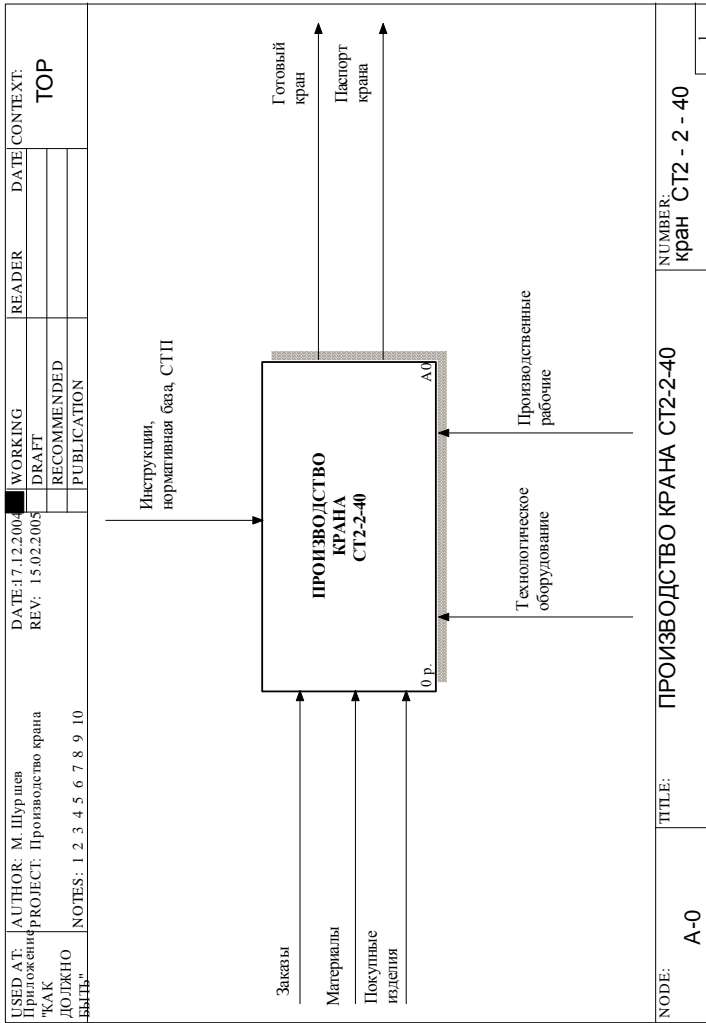 USED AT:
Приложение
"КАК
ДОЛЖНО
БЫТЬ"
AUTHOR: М. Шуршев
PROJECT: Производство крана
NOTES: 1 2 3 4 5 6 7 8 9 10
DATE:17.12.2004
REV: 15.02.2005
WORKING
DRAFT
RECOMMENDED
PUBLICATION
READER
DATE
CONTEXT:
TOP
Инструкции,
нормативная база, СТП
Заказы
Материалы
Покупные
изделия
ПРОИЗВОДСТВО
КРАНА
СТ2-2-40
0 р.
A0
Готовый
кран
Паспорт
крана
Технологическое
оборудование
Производственные
рабочие
NODE:
A-0
TITLE:
ПРОИЗВОДСТВО КРАНА СТ2-2-40
NUMBER:
кран СТ2 - 2 - 40
1